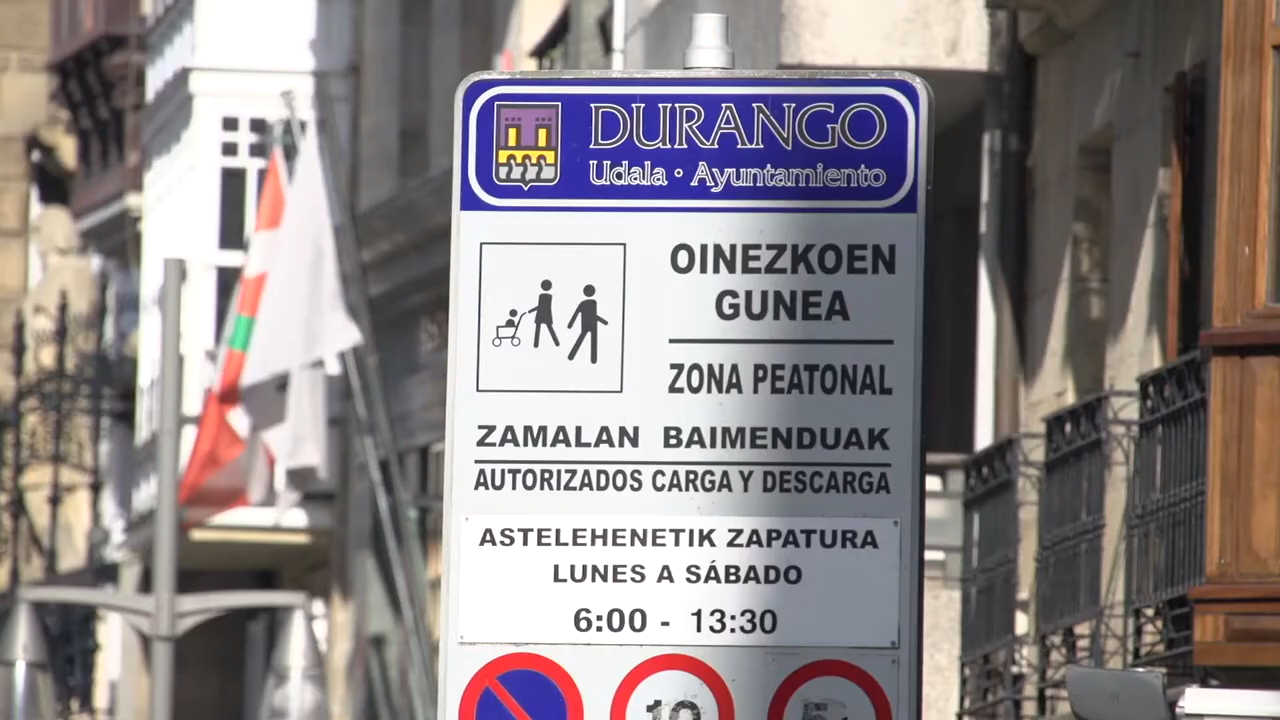 DURANGO
Udala · Ayuntamiento
OINEZKOEN
GUNEA
ZONA PEATONAL
ZAMALAN BAIMENDUAK
AUTORIZADOS CARGA Y DESCARGA
ASTELEHENETIK ZAPATURA
LUNES A SÁBADO
6:00 - 13:30